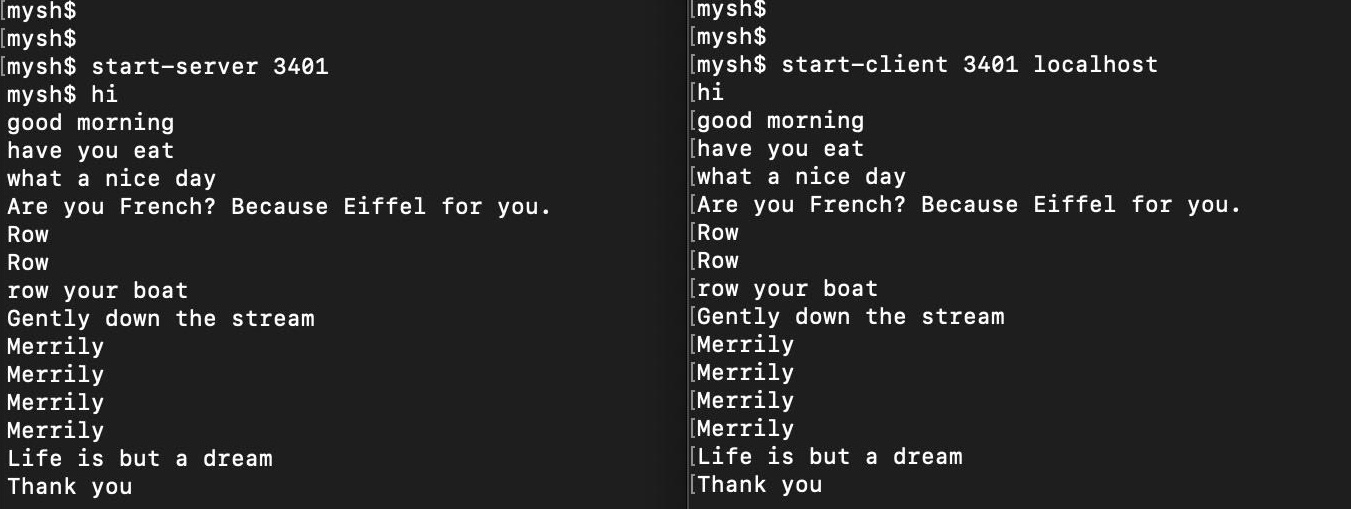 [mysh$
[mysh$
[mysh$ start-server 3401
mysh$ hi
good morning
have you eat
what a nice day
Are you French? Because Eiffel for you.
Row
Row
row your boat
Gently down the stream
Merrily
Merrily
Merrily
Merrily
Life is but a dream
Thank you
[mysh$
[mysh$
[mysh$ start-client 3401 localhost
[hi
[good morning
[have you eat
[what a nice day
[Are you French? Because Eiffel for you.
[Row
[Row
[row your boat
[Gently down the stream
[Merrily
[Merrily
[Merrily
[Merrily
[Life is but a dream
[Thank you